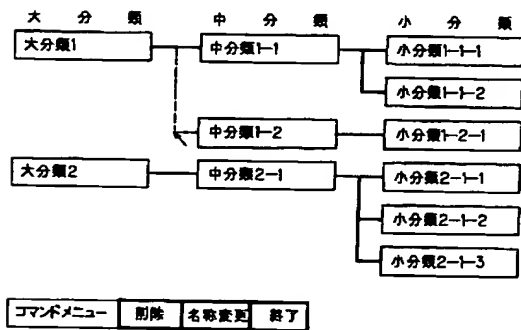 大分類 中分類 小分類
大分類1 中分類1-1 小分類1-1-1
小分類1-1-2
中分類1-2 小分類1-2-1
大分類2 中分類2-1 小分類2-1-1
小分類2-1-2
小分類2-1-3
コマンドメニュー 削除 名称変更 終了